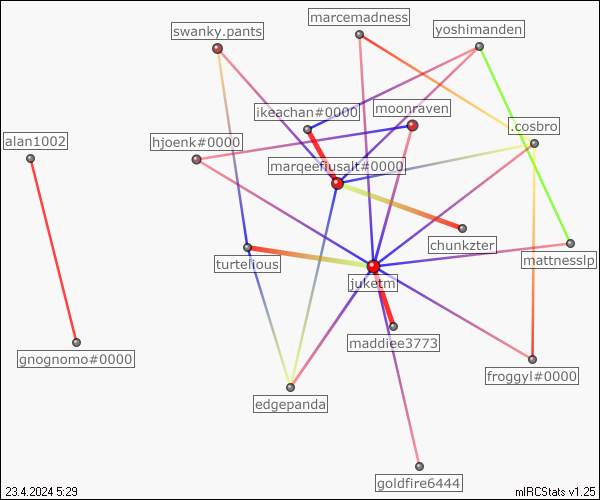 marcemadness
yoshimanden
swanky.pants
ikeachan#0000
moonraven
.cosbro
alan1002
hjoenk#0000
marqeefiusalt#0000
chunkzter
mattnesslp
turtelious
juketm
maddiee3773
gnognomo#0000
froggyl#0000
edgepanda
goldfire6444
23.4.2024 5:29
mIRCStats v1.25